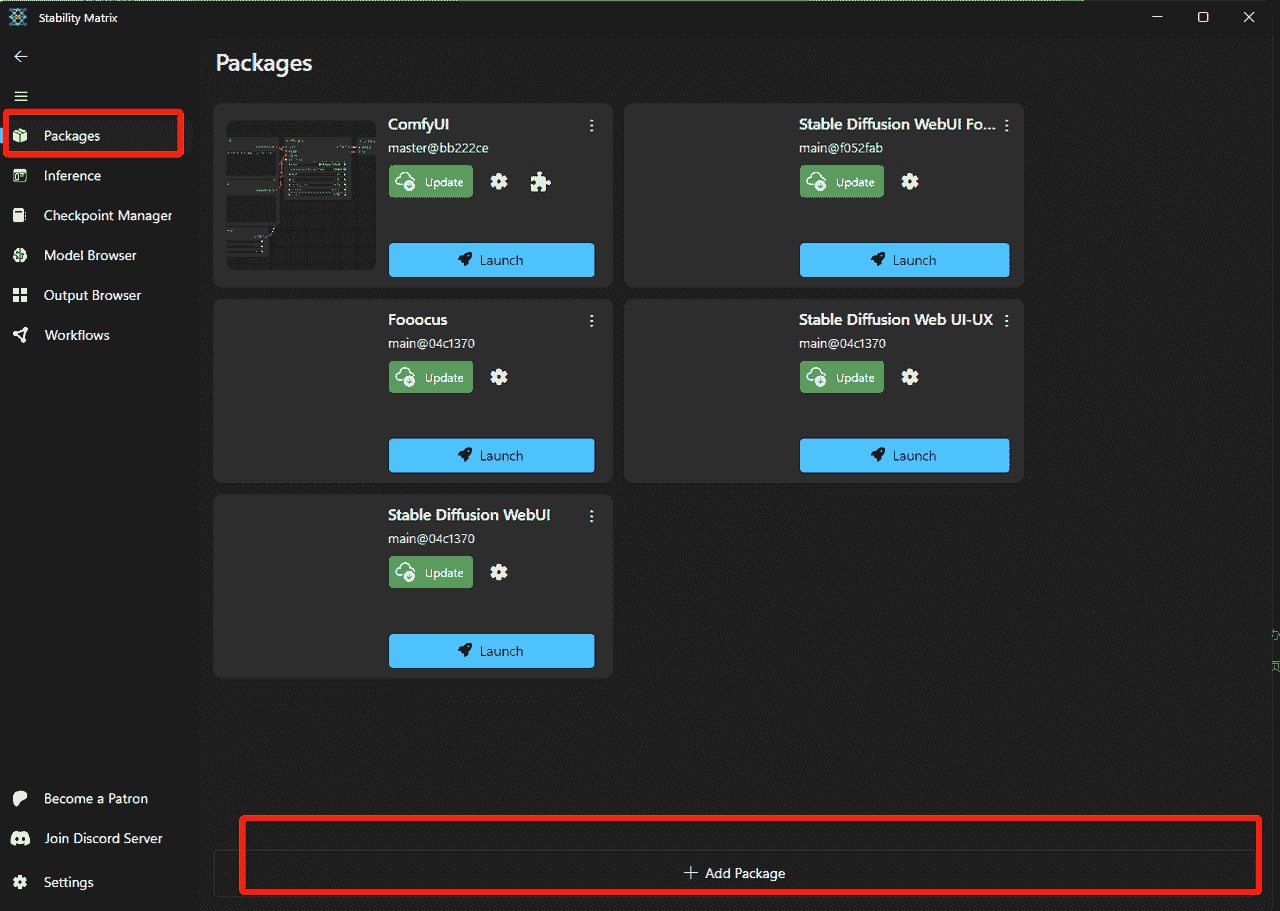 Stability Matrix
Packages
Inference
Checkpoint Manager
Model Browser
Output Browser
Workflows
Become a Patron
Join Discord Server
Settings
Packages
ComfyUI
master@bb222ce
Update
Launch
Stable Diffusion WebUI Fo...
main@f052fab
Update
Launch
Fooocus
main@04c1370
Update
Launch
Stable Diffusion Web UI-UX
main@04c1370
Update
Launch
Stable Diffusion WebUI
main@04c1370
Update
Launch
Add Package